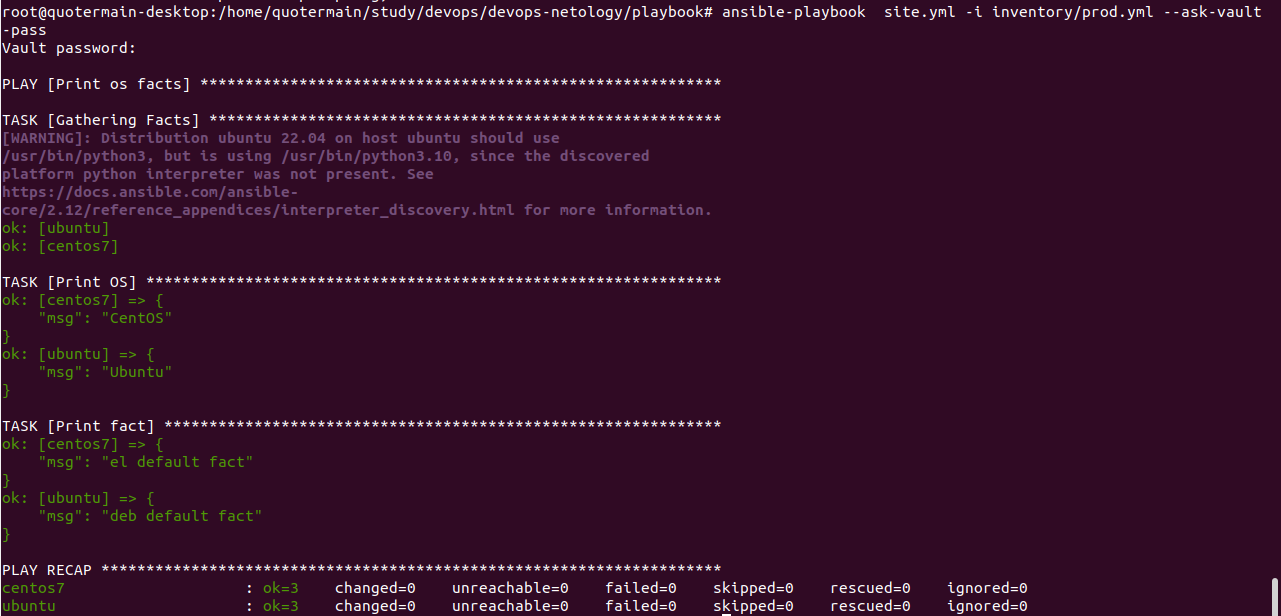 root@quotermain-desktop:/home/quotermain/study/devops/devops-netology/playbook# ansible-playbook  site.yml -i inventory/prod.yml --ask-vault
-pass
Vault password:
PLAY [Print os facts] **********************************************************
TASK [Gathering Facts] *********************************************************
[WARNING]: Distribution ubuntu 22.04 on host ubuntu should use
/usr/bin/python3, but is using /usr/bin/python3.10, since the discovered
platform python interpreter was not present. See
https://docs.ansible.com/ansible-
core/2.12/reference_appendices/interpreter_discovery.html for more information.
ok: [ubuntu]
ok: [centos7]
TASK [Print OS] ****************************************************************
ok: [centos7] => {
    "msg": "CentOS"
}
ok: [ubuntu] => {
    "msg": "Ubuntu"
}
TASK [Print fact] **************************************************************
ok: [centos7] => {
    "msg": "el default fact"
}
ok: [ubuntu] => {
    "msg": "deb default fact"
}
PLAY RECAP *********************************************************************
centos7                    : ok=3    changed=0    unreachable=0    failed=0    skipped=0    rescued=0    ignored=0
ubuntu                     : ok=3    changed=0    unreachable=0    failed=0    skipped=0    rescued=0    ignored=0